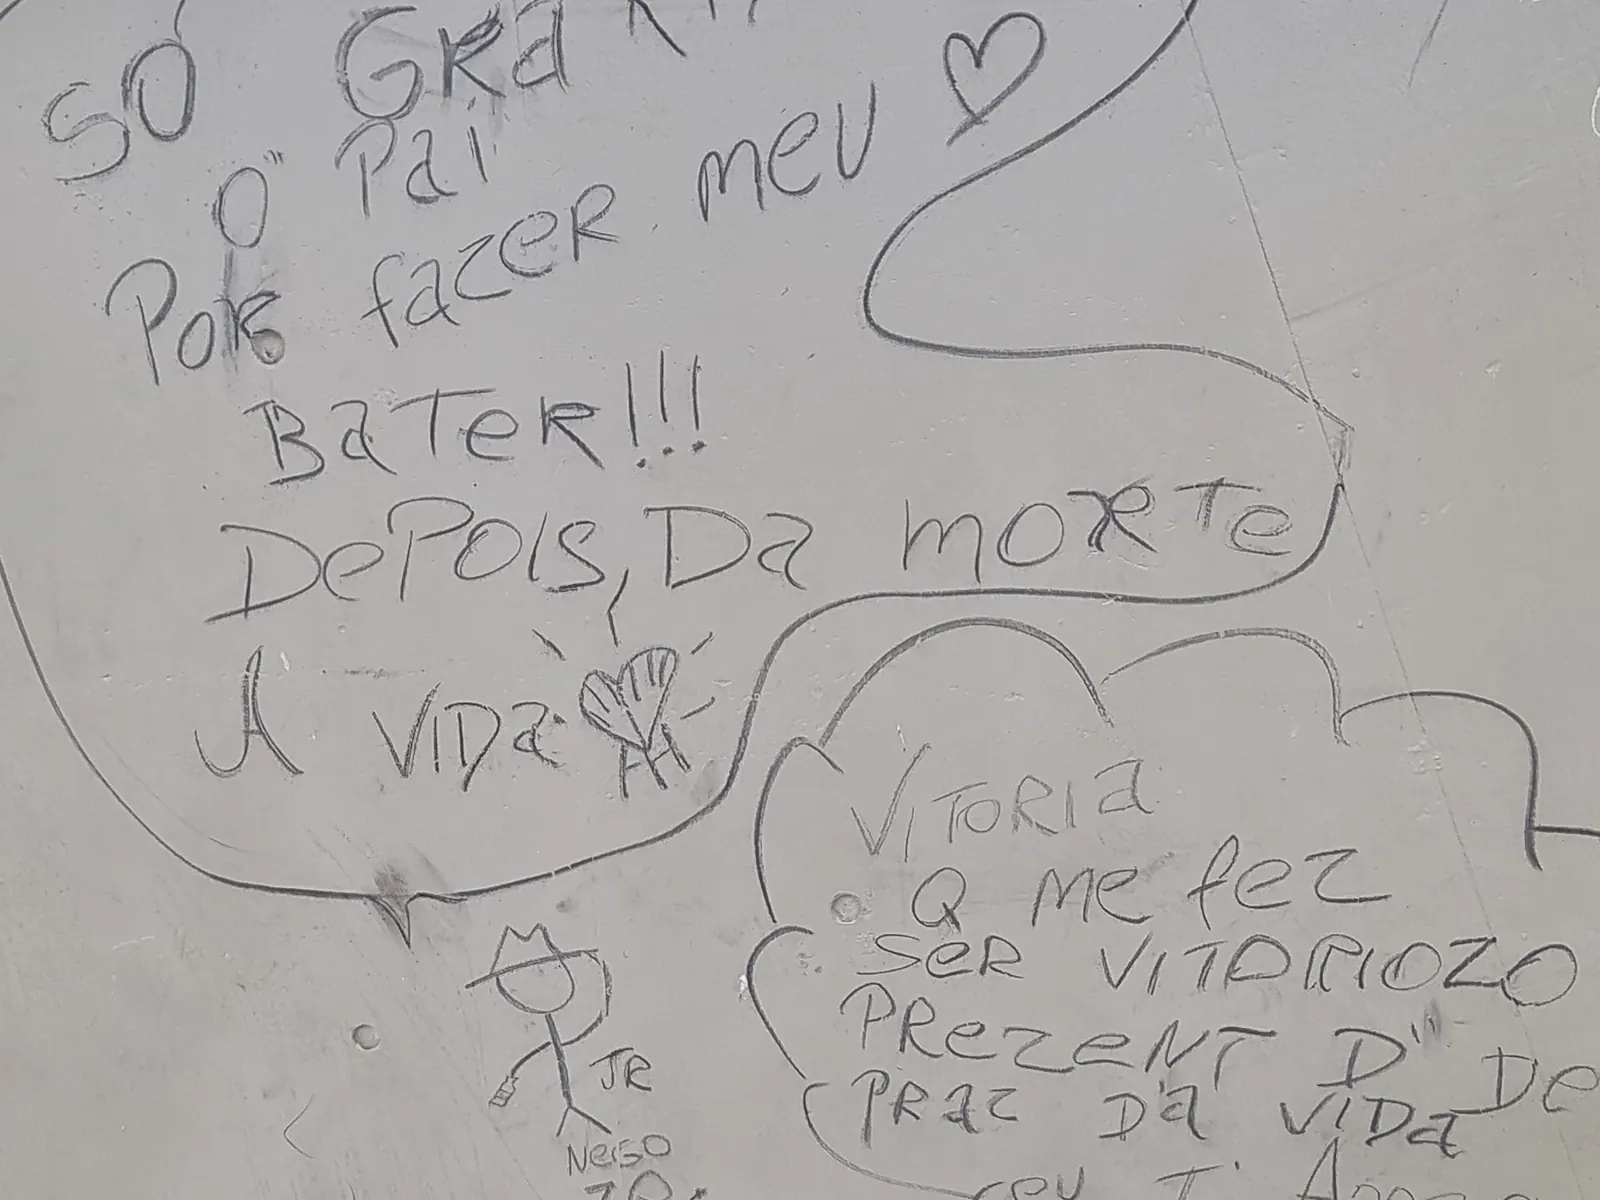 SÓ
O" Pai
POR fazer meu
BaTer!!!
DePOIS, Da MORTE
A VIDa
VITORIa
Q Me fez
SER VITORIOZO
PRezeNT D" De
PRaz Da VIDa
JR